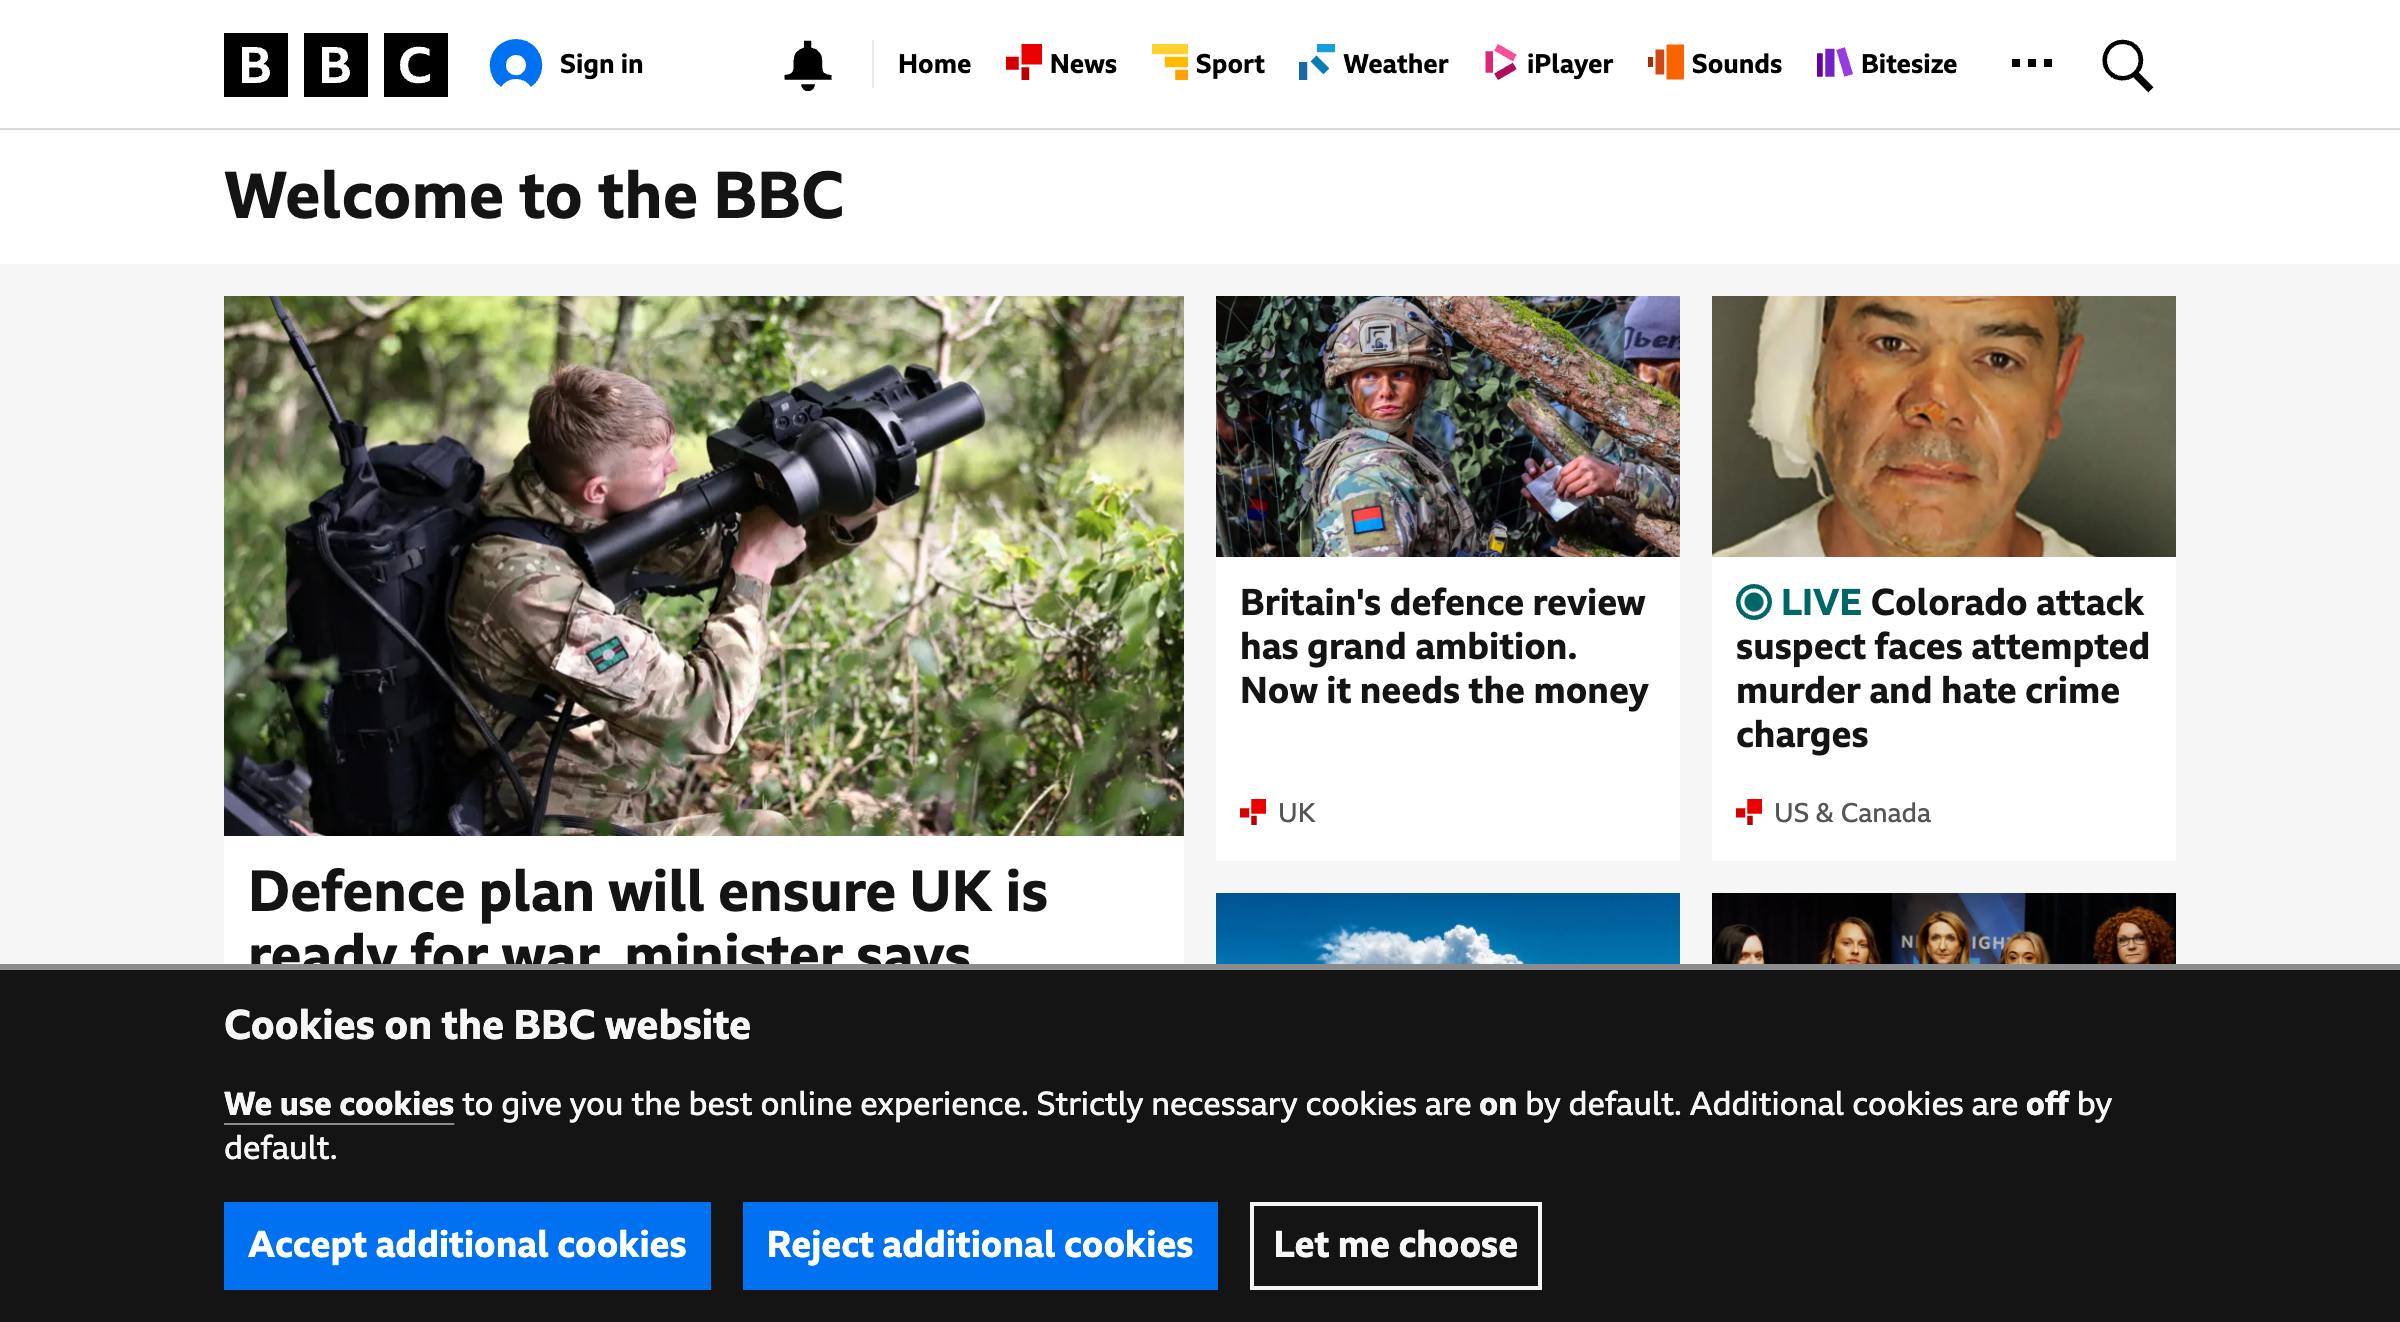 BBC
Sign in
Home
News
Sport
Weather
iPlayer
Sounds
Bitesize
Welcome to the BBC
Britain's defence review
has grand ambition.
Now it needs the money
UK
LIVE Colorado attack
suspect faces attempted
murder and hate crime
charges
US & Canada
Defence plan will ensure UK is
ready for war, minister says
Cookies on the BBC website
We use cookies to give you the best online experience. Strictly necessary cookies are on by default. Additional cookies are off by
default.
Accept additional cookies
Reject additional cookies
Let me choose